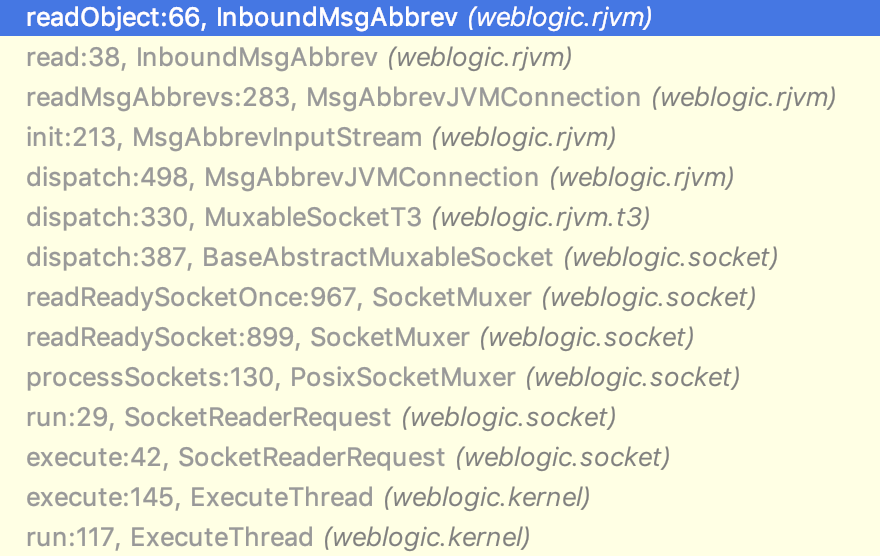 readObject:66, InboundMsgAbbrev (weblogic.rjvm)
read:38, InboundMsgAbbrev (weblogic.rjvm)
readMsgAbbrevs:283, MsgAbbrevJVMConnection (weblogic.rjvm)
init:213, MsgAbbrevInputStream (weblogic.rjvm)
dispatch:498, MsgAbbrevJVMConnection (weblogic.rjvm)
dispatch:330, MuxableSocketT3 (weblogic.rjvm.t3)
dispatch:387, BaseAbstractMuxableSocket (weblogic.socket)
readReadySocketOnce:967, SocketMuxer (weblogic.socket)
readReadySocket:899, SocketMuxer (weblogic.socket)
processSockets:130, PosixSocketMuxer (weblogic.socket)
run:29, SocketReaderRequest (weblogic.socket)
execute:42, SocketReaderRequest (weblogic.socket)
execute:145, ExecuteThread (weblogic.kernel)
run:117, ExecuteThread (weblogic.kernel)